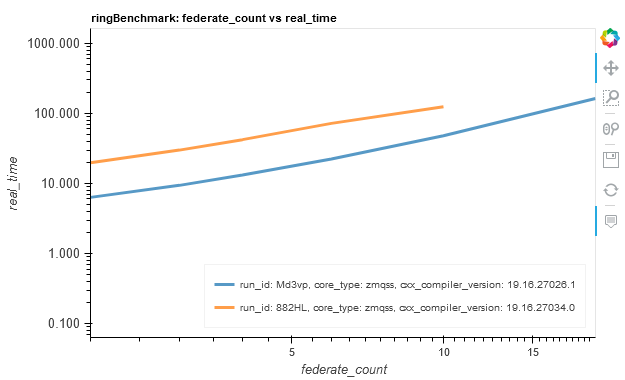 ringBenchmark: federate_count vs real_time
1000.000
100.000
10.000
1.000
0.100
real_time
run_id: Md3vp, core_type: zmqss, cxx_compiler_version: 19.16.27026.1
run_id: 882HL, core_type: zmqss, cxx_compiler_version: 19.16.27034.0
5
10
15
federate_count